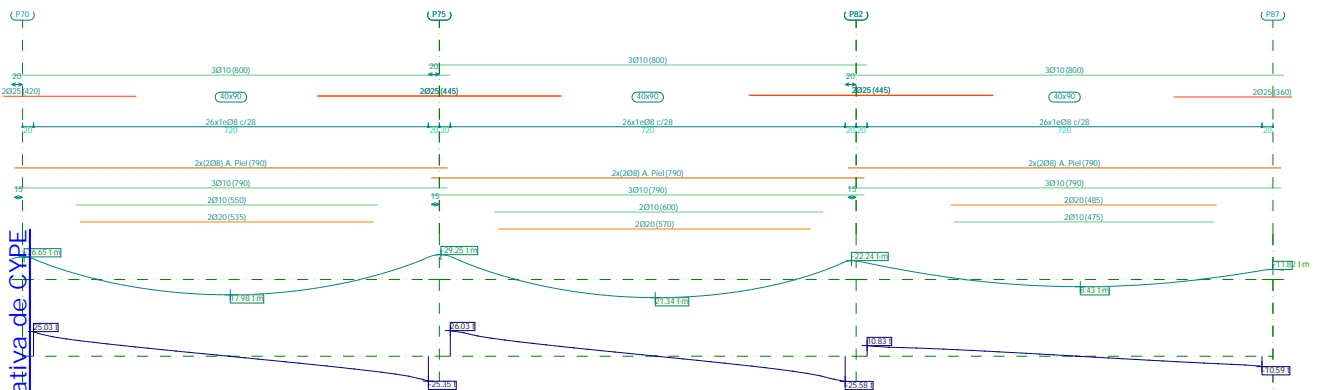 P70 P75 P82 P87
20 3Ø10(800)
20 3Ø10(800)
20 3Ø10(800)
2Ø25(420) 40x90 2Ø25(445) 40x90 2Ø25(445) 40x90 2Ø25(360)
26x1eØ8 c/28 26x1eØ8 c/28 26x1eØ8 c/28
20 720 20 20 720 20 20 720 20
2x(2Ø8) A. Piel (790) 2x(2Ø8) A. Piel (790)
2x(2Ø8) A. Piel (790)
15 3Ø10(790) 15 3Ø10(790)
15 3Ø10(790)
2Ø10(550) 2Ø10(600) 2Ø20(485)
2Ø20(535) 2Ø20(570) 2Ø10(475)
-29.25 t·m -22.24 t·m -11.82 t·m
17.98 t·m 21.34 t·m 8.43 t·m
25.03 t 26.03 t 10.83 t
-25.35 t -25.58 t -10.59 t
ativa de CYPE